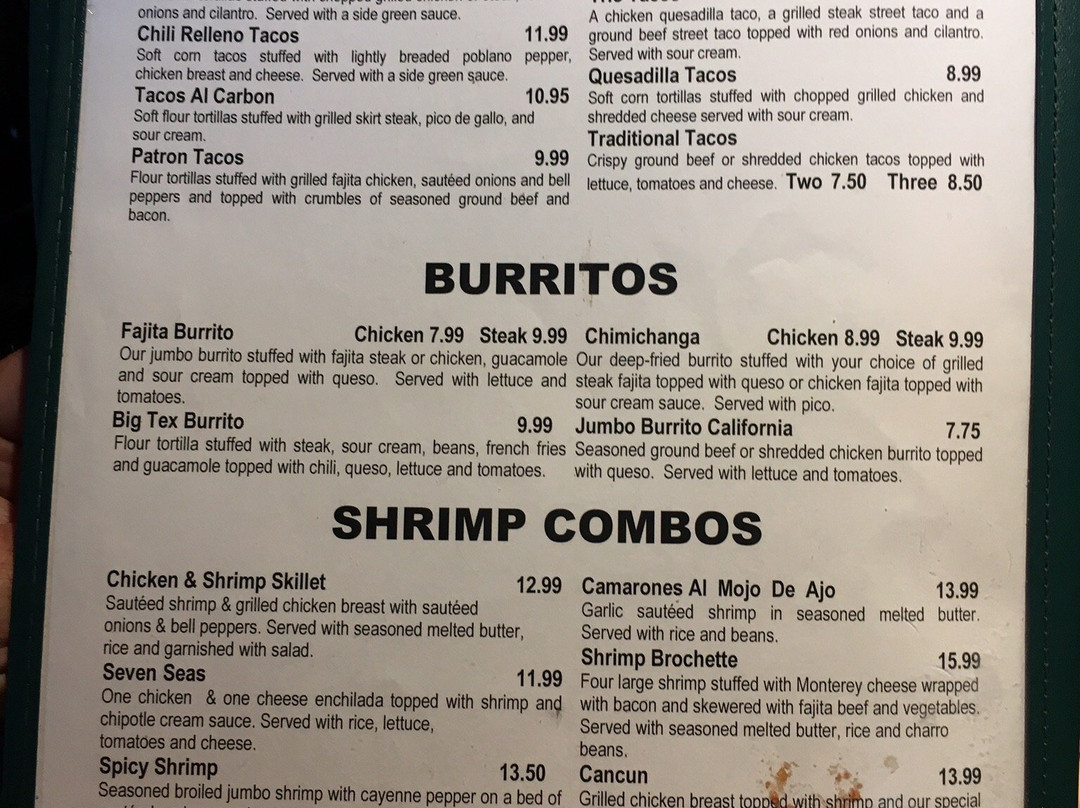 onions and cilantro. Served with a side green sauce.
Chili Relleno Tacos 11.99
Soft corn tacos stuffed with lightly breaded poblano pepper,
chicken breast and cheese. Served with a side green sauce.
Tacos Al Carbon 10.95
Soft flour tortillas stuffed with grilled skirt steak, pico de gallo, and
sour cream.
Patron Tacos 9.99
Flour tortillas stuffed with grilled fajita chicken, sautéed onions and bell
peppers and topped with crumbles of seasoned ground beef and
bacon.
A chicken quesadilla taco, a grilled steak street taco and a
ground beef street taco topped with red onions and cilantro.
Served with sour cream.
Quesadilla Tacos 8.99
Soft corn tortillas stuffed with chopped grilled chicken and
shredded cheese served with sour cream.
Traditional Tacos
Crispy ground beef or shredded chicken tacos topped with
lettuce, tomatoes and cheese. Two 7.50 Three 8.50
BURRITOS
Fajita Burrito Chicken 7.99 Steak 9.99
Our jumbo burrito stuffed with fajita steak or chicken, guacamole
and sour cream topped with queso. Served with lettuce and
tomatoes.
Big Tex Burrito 9.99
Flour tortilla stuffed with steak, sour cream, beans, french fries
and guacamole topped with chili, queso, lettuce and tomatoes.
Chimichanga Chicken 8.99 Steak 9.99
Our deep-fried burrito stuffed with your choice of grilled
steak fajita topped with queso or chicken fajita topped with
sour cream sauce. Served with pico.
Jumbo Burrito California 7.75
Seasoned ground beef or shredded chicken burrito topped
with queso. Served with lettuce and tomatoes.
SHRIMP COMBOS
Chicken & Shrimp Skillet 12.99
Sautéed shrimp & grilled chicken breast with sautéed
onions & bell peppers. Served with seasoned melted butter,
rice and garnished with salad.
Seven Seas 11.99
One chicken & one cheese enchilada topped with shrimp and
chipotle cream sauce. Served with rice, lettuce,
tomatoes and cheese.
Spicy Shrimp 13.50
Seasoned broiled jumbo shrimp with cayenne pepper on a bed of
Camarones Al Mojo De Ajo 13.99
Garlic sautéed shrimp in seasoned melted butter.
Served with rice and beans.
Shrimp Brochette 15.99
Four large shrimp stuffed with Monterey cheese wrapped
with bacon and skewered with fajita beef and vegetables.
Served with seasoned melted butter, rice and charro
beans.
Cancun 13.99
Grilled chicken breast topped with shrimp and our special